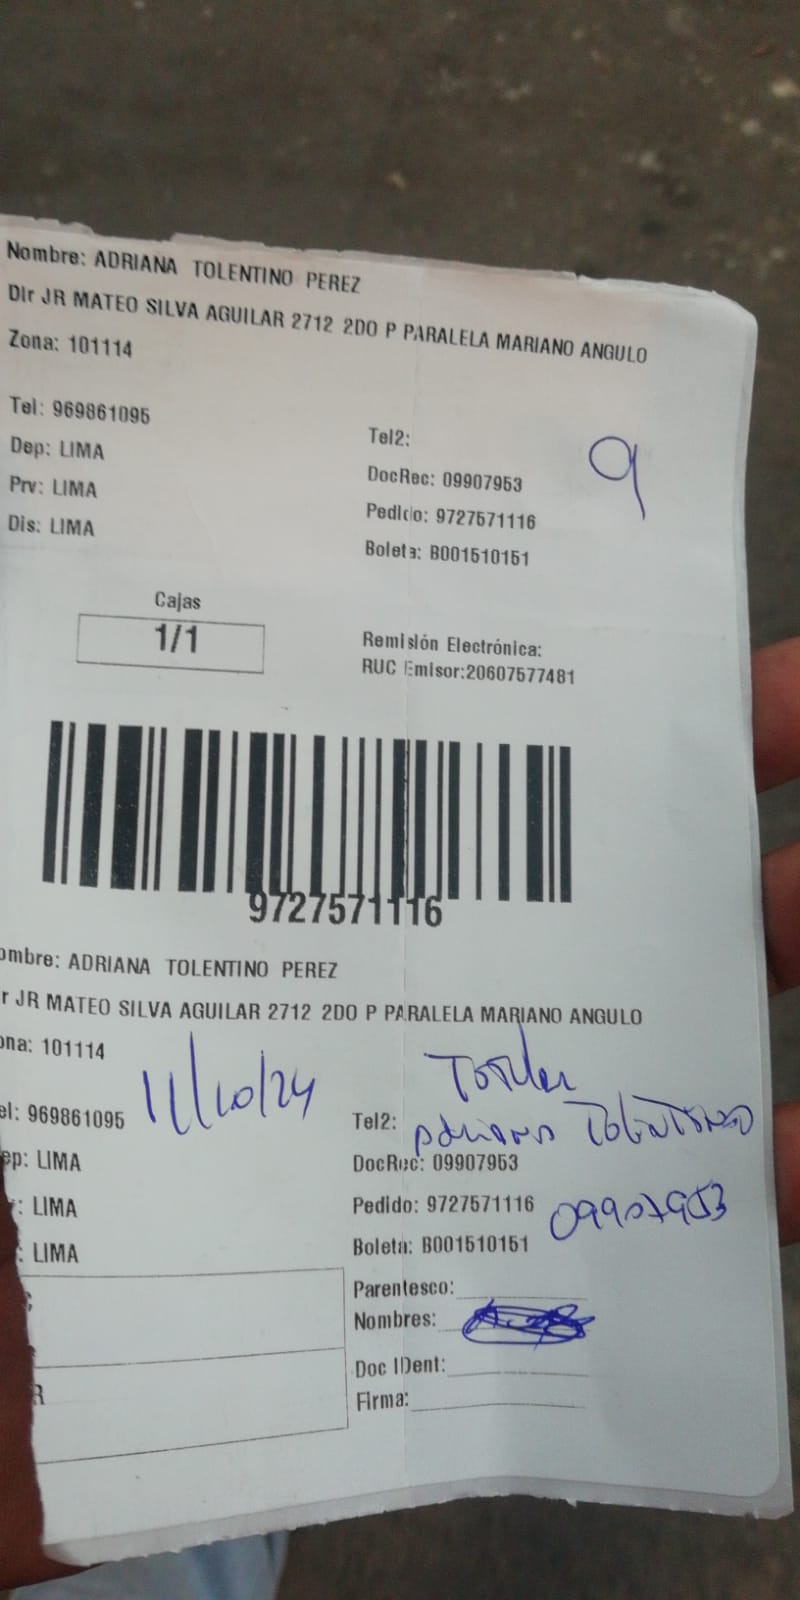 Nombre: ADRIANA TOLENTINO PEREZ
Dir JR MATEO SILVA AGUILAR 2712 2DO P PARALELA MARIANO ANGULO
Zona: 101114
9
Tel: 969861095
Tel2:
Dep: LIMA
DocRec: 09907953
Prv: LIMA
Pedido: 9727571116
Dis: LIMA
Boleta: B001510151
Cajas
1/1
Remisión Electrónica:
RUC Emisor:20607577481
9727571116
ombre: ADRIANA TOLENTINO PEREZ
r JR MATEO SILVA AGUILAR 2712 2DO P PARALELA MARIANO ANGULO
ona: 101114
11/10/24
el: 969861095
Tel2:
Adriana Tolentino
ep: LIMA
DocRec: 09907953
: LIMA
Pedido: 9727571116
09907953
: LIMA
Boleta: B001510151
Parentesco:
Nombres:
Doc IDent:
R
Firma: